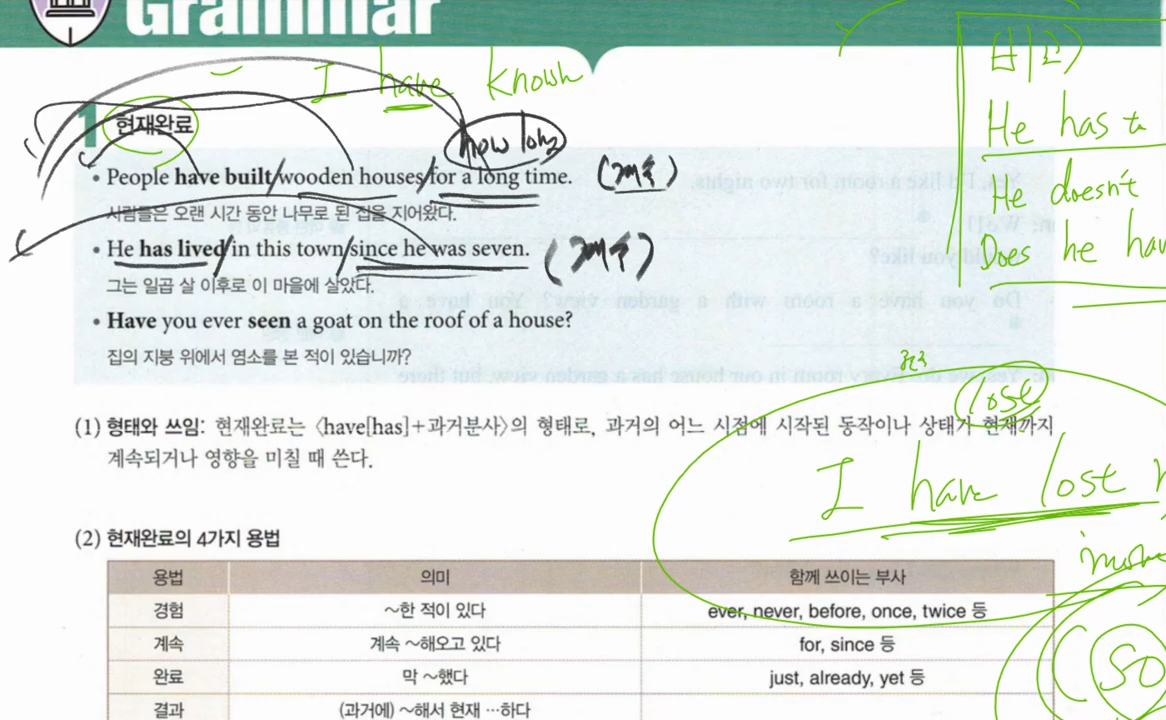 Grammar
I have known
1 현재완료
how long
• People have built/wooden houses/for a long time. (계속)
사람들은 오랜 시간 동안 나무로 된 집을 지어왔다.
• He has lived/in this town/since he was seven. (계속)
그는 일곱 살 이후로 이 마을에 살았다.
• Have you ever seen a goat on the roof of a house?
집의 지붕 위에서 염소를 본 적이 있습니까?
He has
He doesn't
Does he hav
(1) 형태와 쓰임: 현재완료는 〈have[has]+과거분사〉의 형태로, 과거의 어느 시점에 시작된 동작이나 상태가 현재까지
계속되거나 영향을 미칠 때 쓴다.
lose
I have lost
(2) 현재완료의 4가지 용법
용법 의미 함께 쓰이는 부사
경험 ~한 적이 있다 ever, never, before, once, twice 등
계속 계속 ~해오고 있다 for, since 등
완료 막 ~했다 just, already, yet 등
결과 (과거에) ~해서 현재 …하다
so